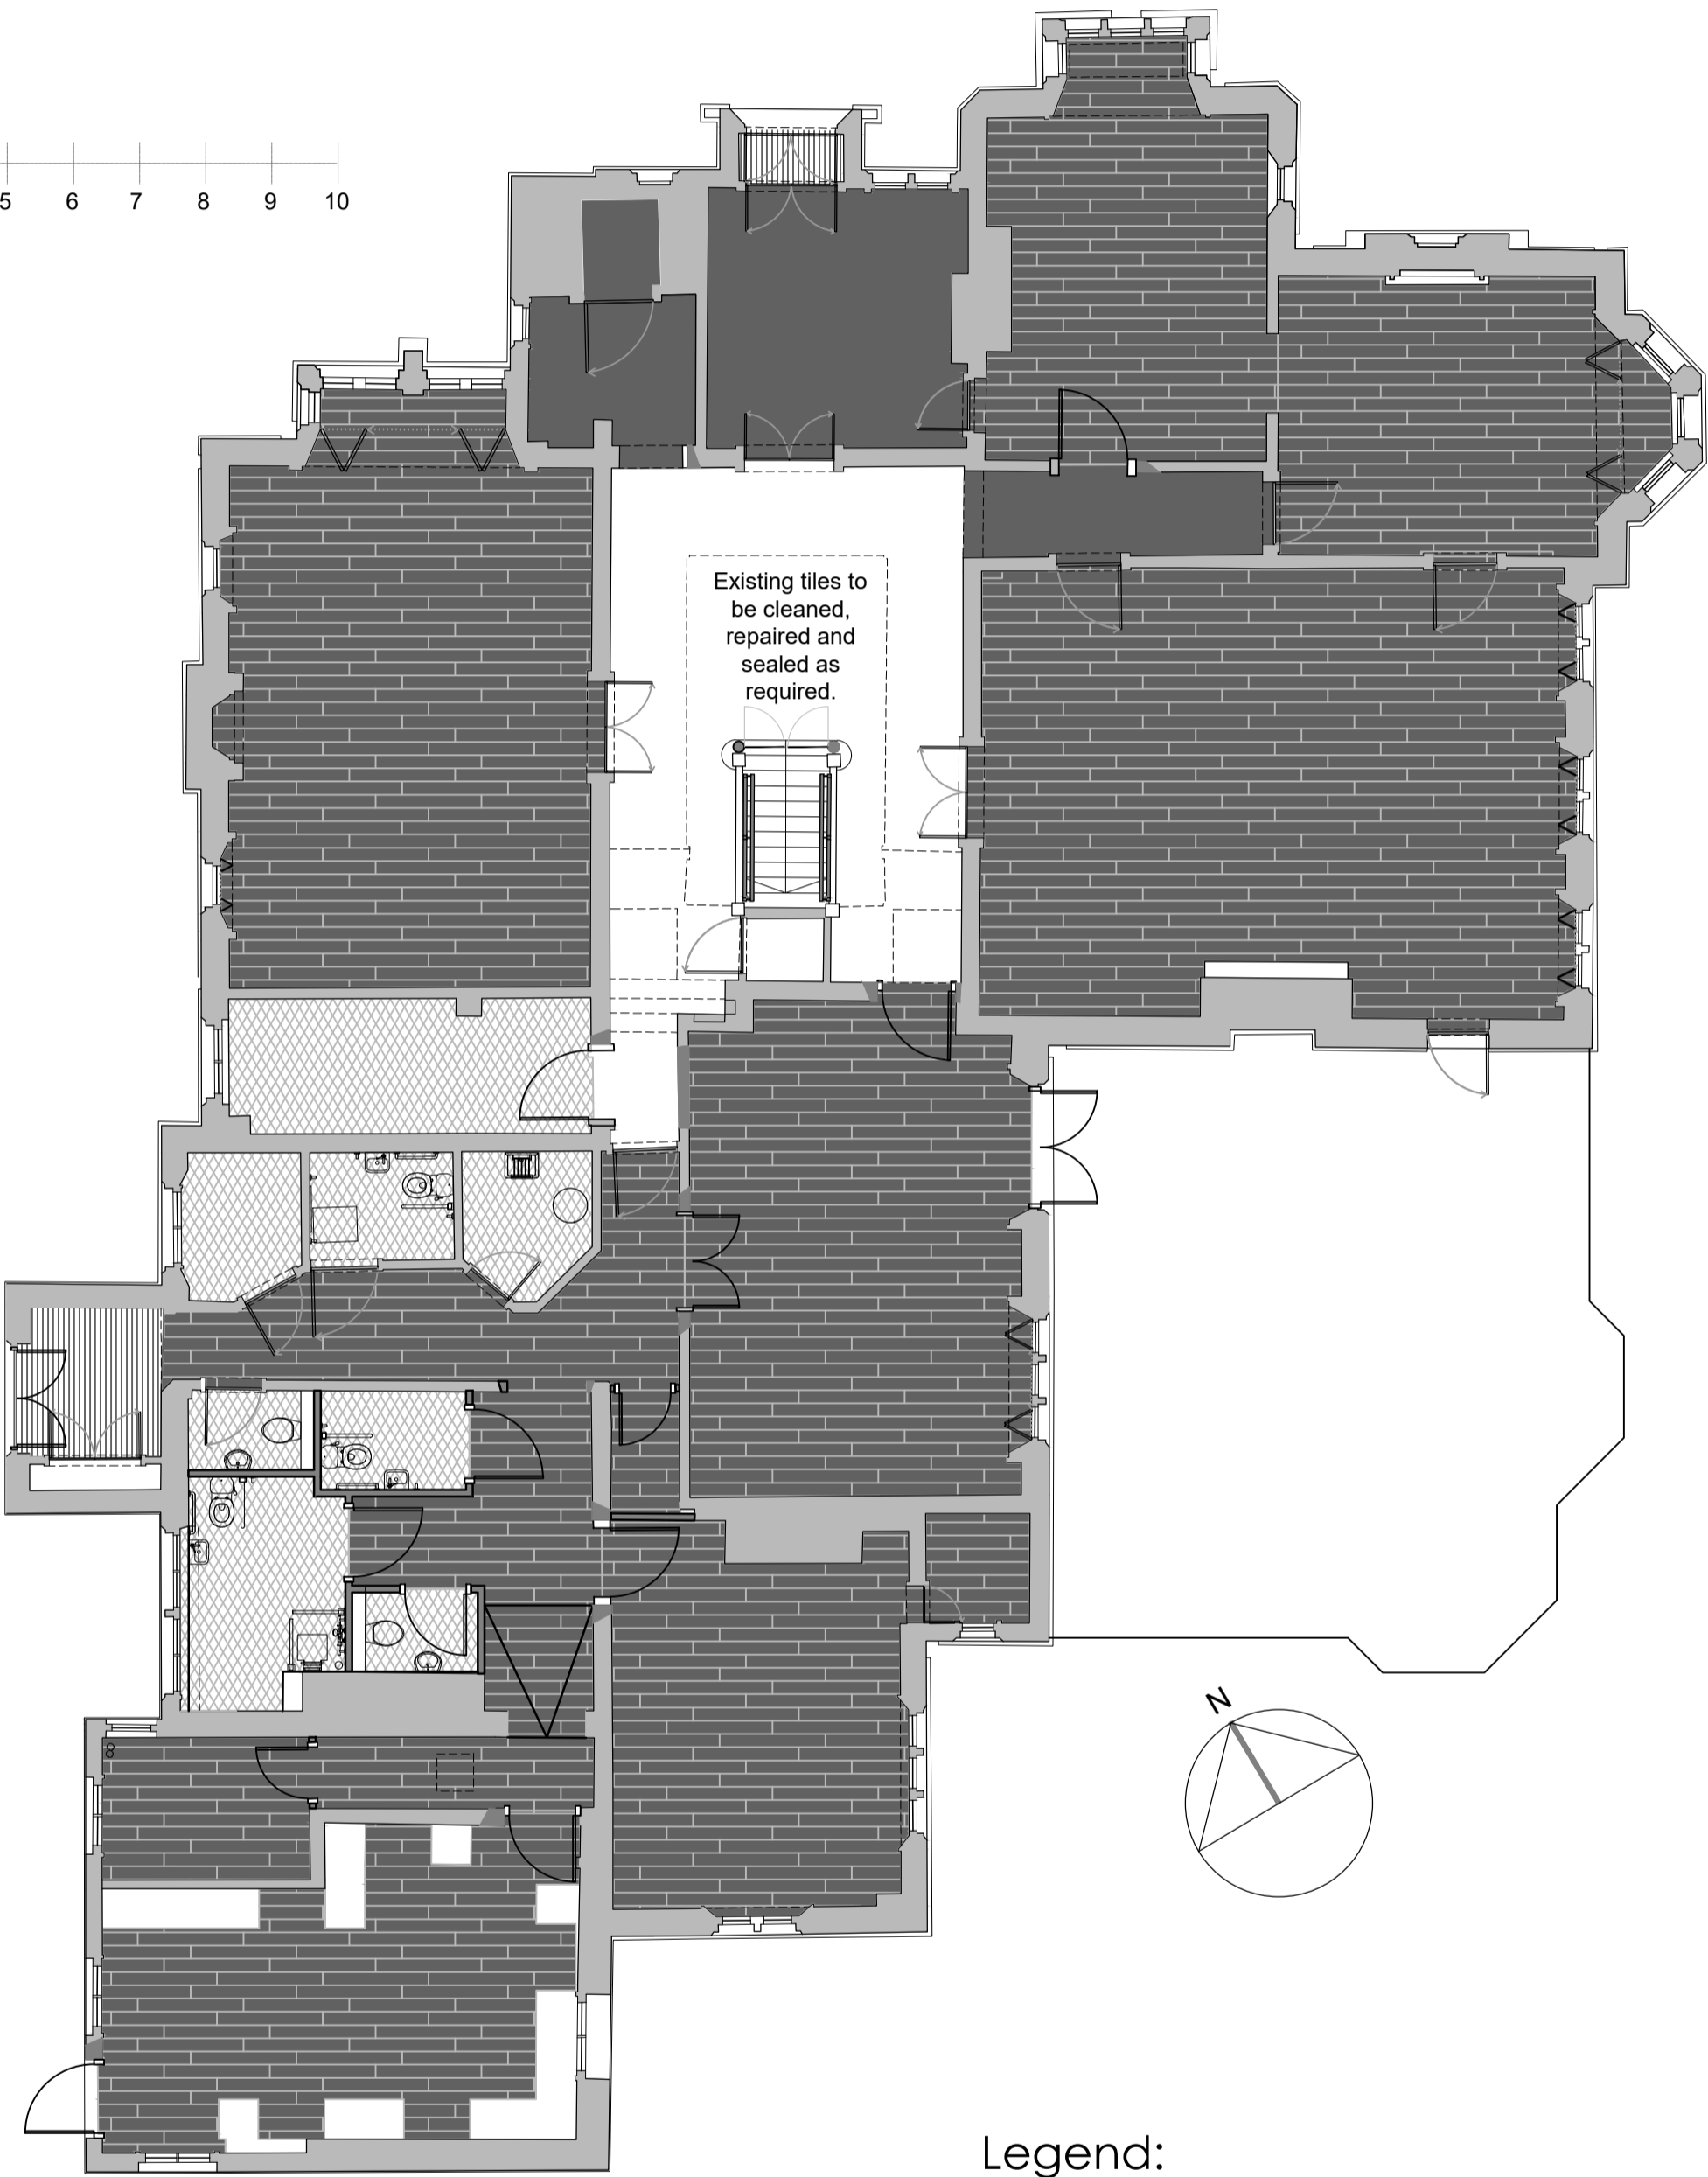 5 6 7 8 9 10
Existing tiles to
be cleaned,
repaired and
sealed as
required.
N
Legend: